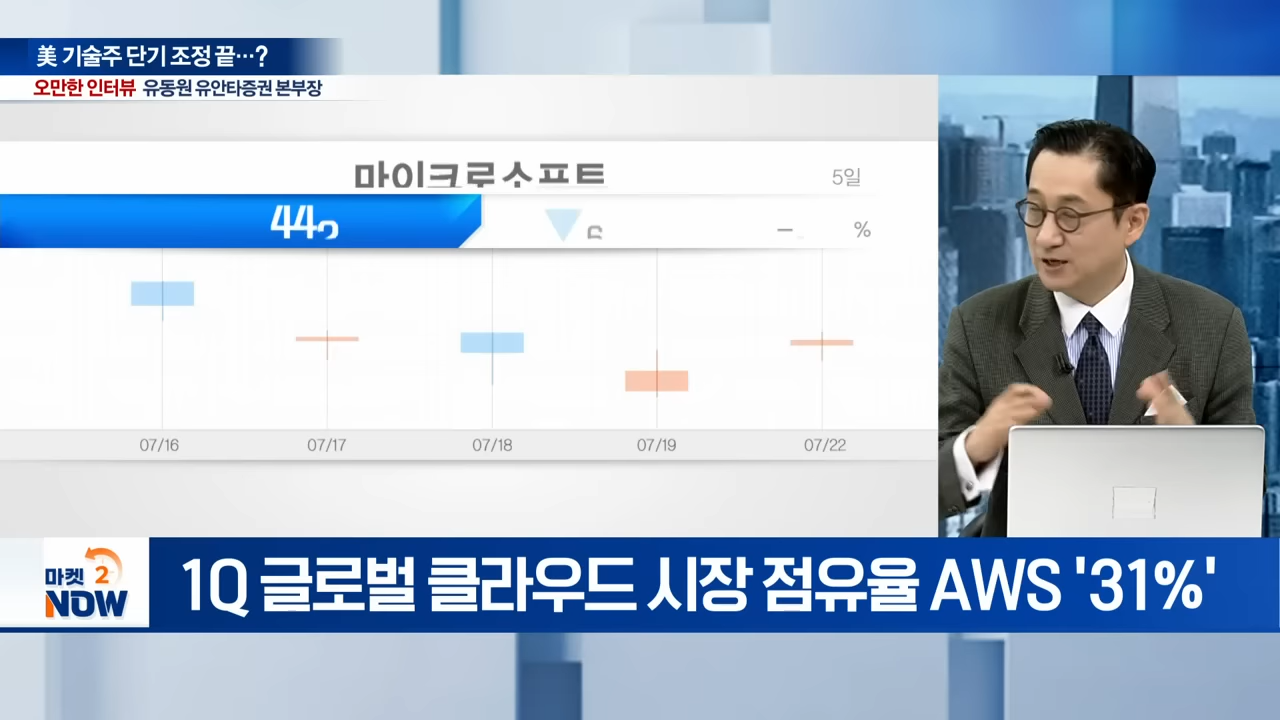 美 기술주 단기 조정 끝…?
오만한 인터뷰 유동원 유안타증권 본부장
마이크로소프트
5일
%
07/16
07/17
07/18
07/19
07/22
마켓2
NOW
1Q 글로벌 클라우드 시장 점유율 AWS '31%'